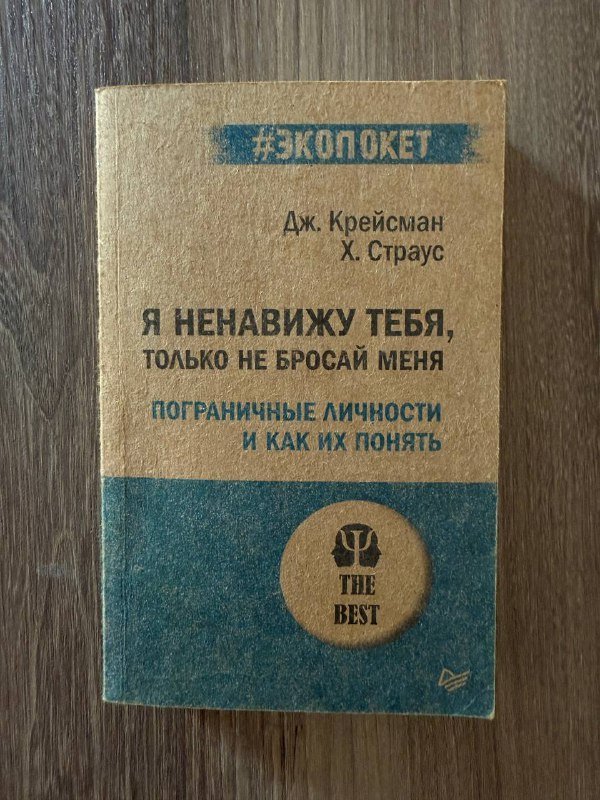 #ЭКОПОКЕТ
Дж. Крейсман
Х. Страус
Я НЕНАВИЖУ ТЕБЯ,
ТОЛЬКО НЕ БРОСАЙ МЕНЯ
ПОГРАНИЧНЫЕ ЛИЧНОСТИ
И КАК ИХ ПОНЯТЬ
Ψ
THE
BEST